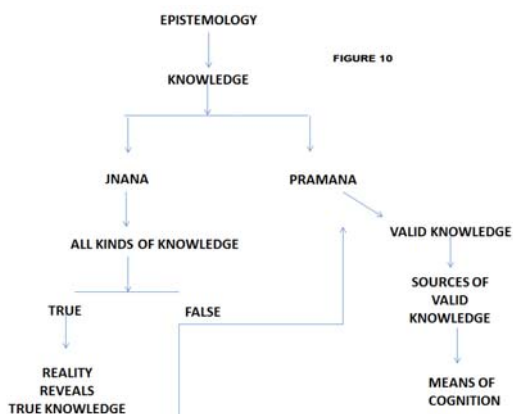 EPISTEMOLOGY
FIGURE 10
KNOWLEDGE
JNANA
PRAMANA
ALL KINDS OF KNOWLEDGE
VALID KNOWLEDGE
TRUE
FALSE
SOURCES OF
VALID
KNOWLEDGE
REALITY
REVEALS
TRUE KNOWLEDGE
MEANS OF
COGNITION